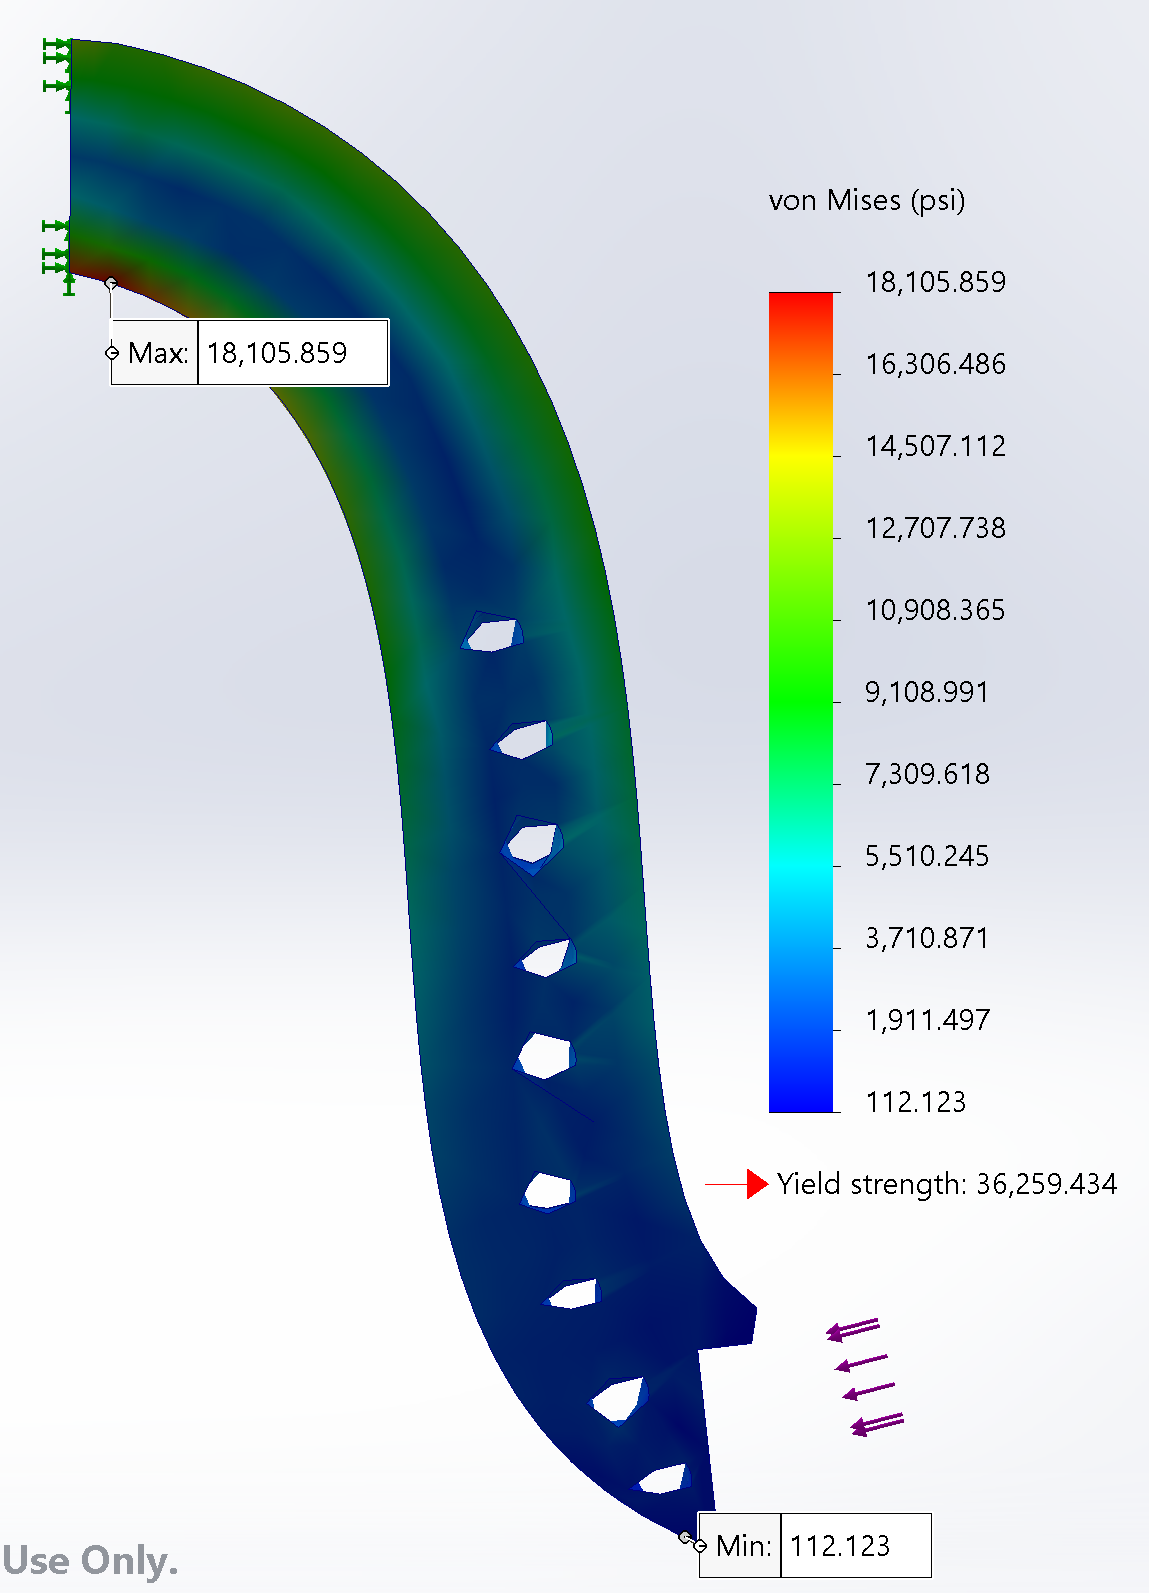 von Mises (psi)
18,105.859
16,306.486
14,507.112
12,707.738
10,908.365
9,108.991
7,309.618
5,510.245
3,710.871
1,911.497
112.123
Yield strength: 36,259.434
Max: 18,105.859
Min: 112.123
Use Only.